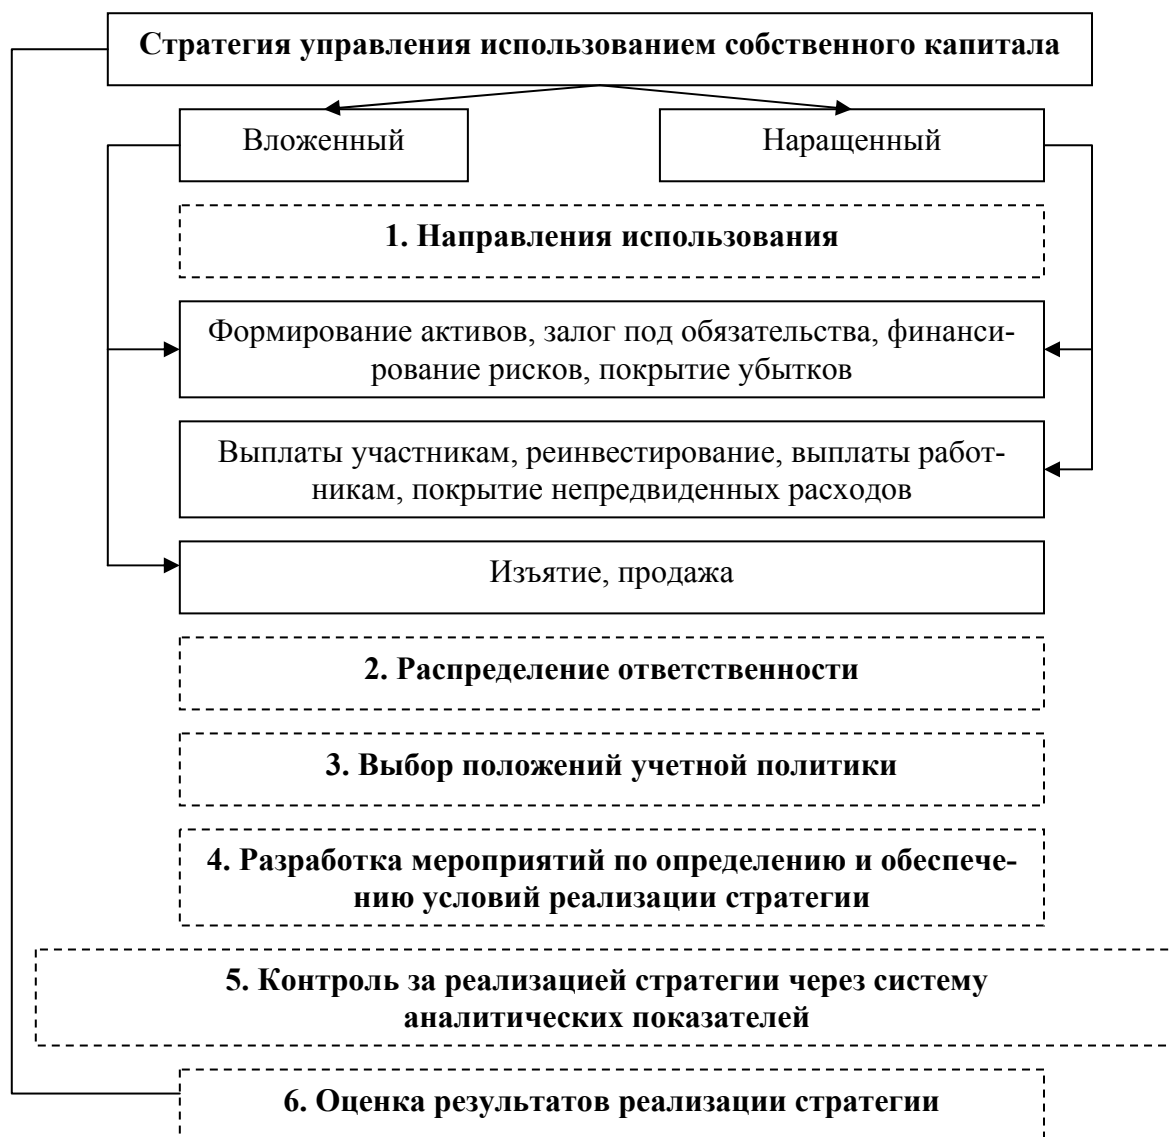 Стратегия управления использованием собственного капитала
Вложенный
Наращенный
1. Направления использования
Формирование активов, залог под обязательства, финанси-
рование рисков, покрытие убытков
Выплаты участникам, реинвестирование, выплаты работ-
никам, покрытие непредвиденных расходов
Изъятие, продажа
2. Распределение ответственности
3. Выбор положений учетной политики
4. Разработка мероприятий по определению и обеспече-
нию условий реализации стратегии
5. Контроль за реализацией стратегии через систему
аналитических показателей
6. Оценка результатов реализации стратегии